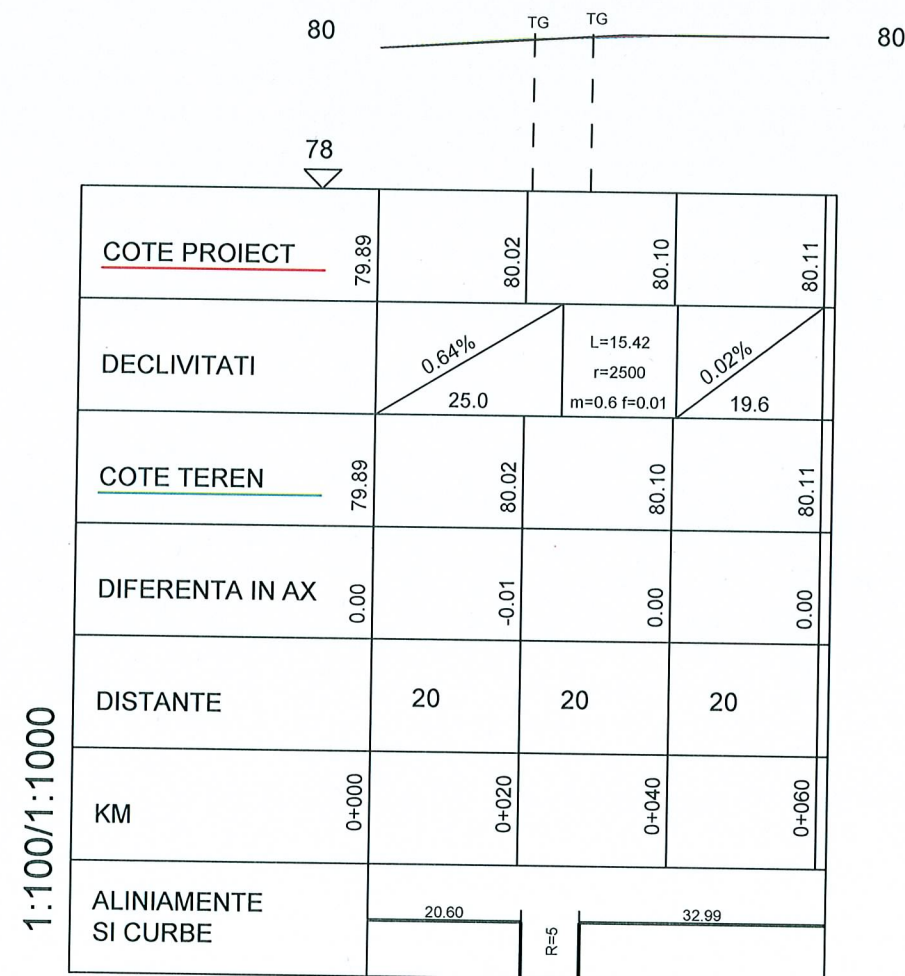 TG TG
80 80
78
COTE PROIECT 79.89 80.02 80.10 80.11
DECLIVITATI
0.64%
25.0
L=15.42
r=2500
m=0.6 f=0.01
0.02%
19.6
COTE TEREN 79.89 80.02 80.10 80.11
DIFERENTA IN AX 0.00 -0.01 0.00 0.00
DISTANTE 20 20 20
KM 0+000 0+020 0+040 0+060
ALINIAMENTE
SI CURBE
20.60
R=5
32.99
1:100/1:1000